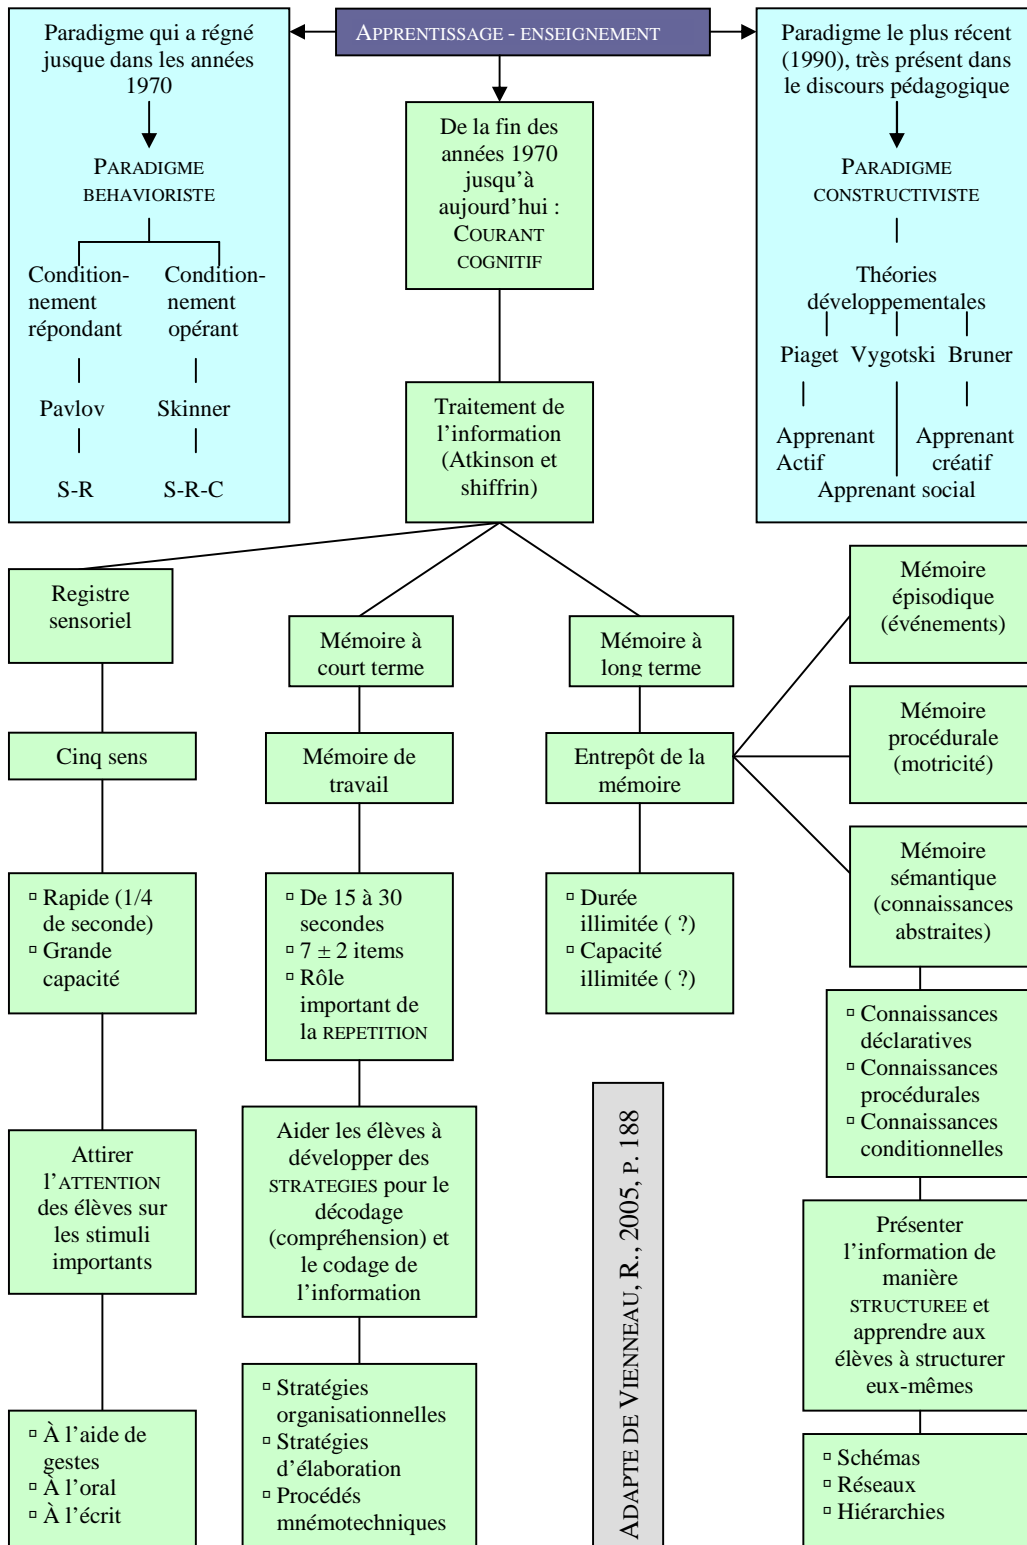 APPRENTISSAGE - ENSEIGNEMENT
Paradigme qui a régné
jusque dans les années
1970
PARADIGME
BEHAVIORISTE
Condition-
nement
répondant
Condition-
nement
opérant
Pavlov
Skinner
S-R
S-R-C
De la fin des
années 1970
jusqu'à
aujourd'hui :
COURANT
COGNITIF
Paradigme le plus récent
(1990), très présent dans
le discours pédagogique
PARADIGME
CONSTRUCTIVISTE
Théories
développementales
Piaget Vygotski Bruner
Apprenant
Actif
Apprenant
créatif
Apprenant social
Traitement de
l'information
(Atkinson et
shiffrin)
Registre
sensoriel
Cinq sens
▫ Rapide (1/4
de seconde)
▫ Grande
capacité
Attirer
l'ATTENTION
des élèves sur
les stimuli
importants
▫ À l'aide de
gestes
▫ À l'oral
▫ À l'écrit
Mémoire à
court terme
Mémoire de
travail
▫ De 15 à 30
secondes
▫ 7 ± 2 items
▫ Rôle
important de
la REPETITION
Aider les élèves à
développer des
STRATEGIES pour le
décodage
(compréhension) et
le codage de
l'information
▫ Stratégies
organisationnelles
▫ Stratégies
d'élaboration
▫ Procédés
mnémotechniques
Mémoire à
long terme
Entrepôt de la
mémoire
▫ Durée
illimitée ( ?)
▫ Capacité
illimitée ( ?)
ADAPTE DE VIENNEAU, R., 2005, P. 188
Mémoire
épisodique
(événements)
Mémoire
procédurale
(motricité)
Mémoire
sémantique
(connaissances
abstraites)
▫ Connaissances
déclaratives
▫ Connaissances
procédurales
▫ Connaissances
conditionnelles
Présenter
l'information de
manière
STRUCTUREE et
apprendre aux
élèves à structurer
eux-mêmes
▫ Schémas
▫ Réseaux
▫ Hiérarchies